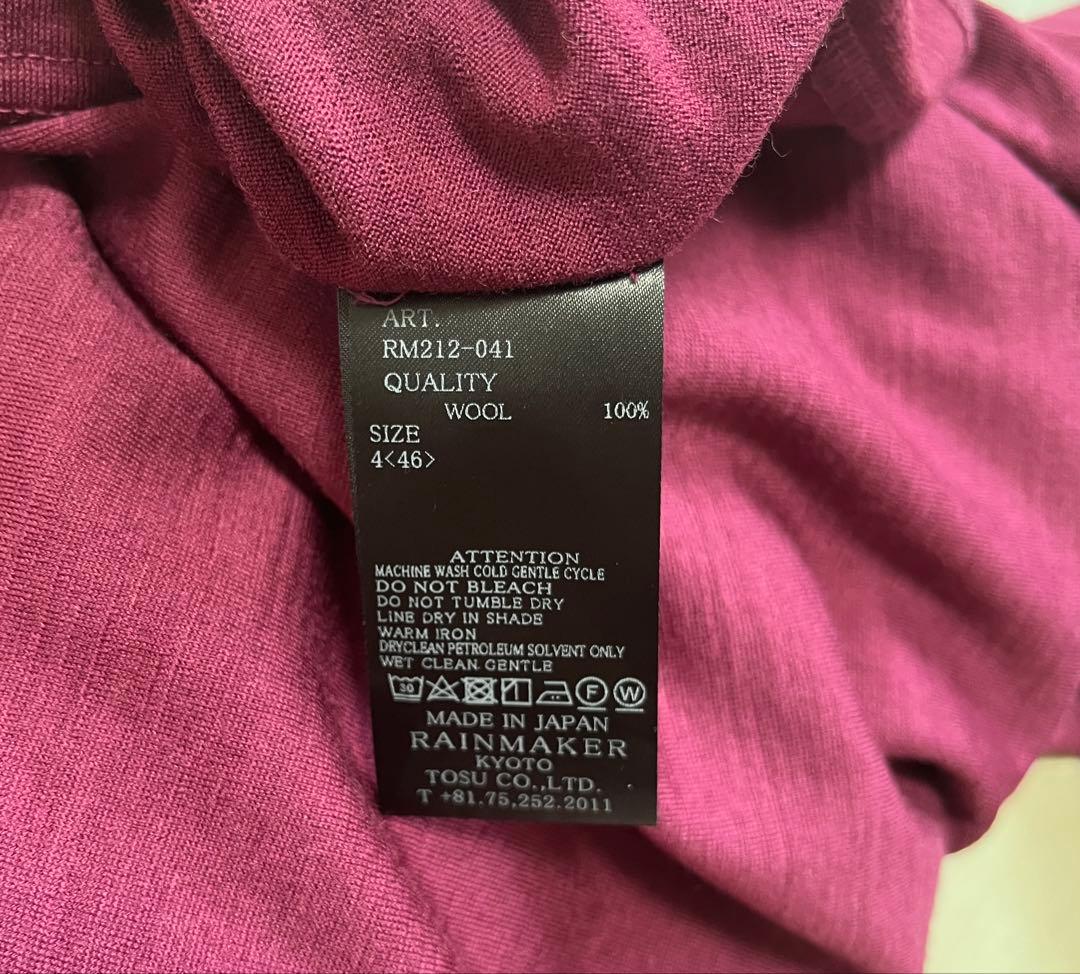 ART.
RM212-041
QUALITY
WOOL 100%
SIZE
4<46>
ATTENTION
MACHINE WASH COLD GENTLE CYCLE
DO NOT BLEACH
DO NOT TUMBLE DRY
LINE DRY IN SHADE
WARM IRON
DRYCLEAN PETROLEUM SOLVENT ONLY
WET CLEAN GENTLE
30 F W
MADE IN JAPAN
RAINMAKER
KYOTO
TOSU CO.,LTD.
T +81.75.252.2011